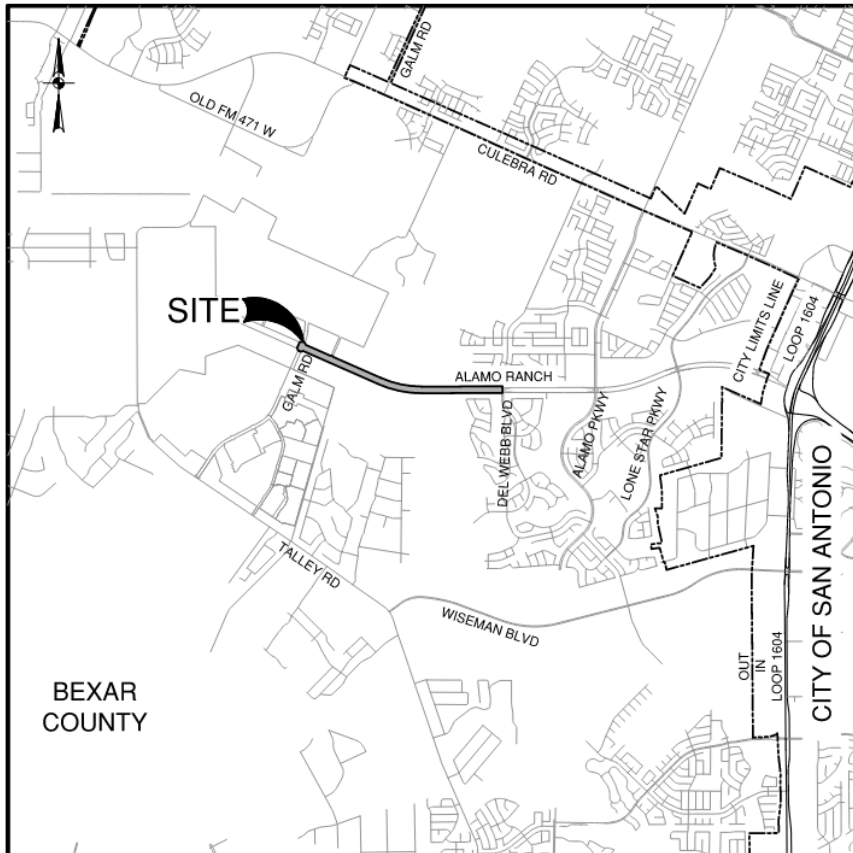 GALM RD
OLD FM 471 W
CULEBRA RD
CITY LIMITS LINE
LOOP 1604
SITE
GALM RD
ALAMO RANCH
DEL WEBB BLVD
ALAMO PKWY
LONE STAR PKWY
CITY OF SAN ANTONIO
TALLEY RD
WISEMAN BLVD
OUT
IN
LOOP 1604
BEXAR
COUNTY